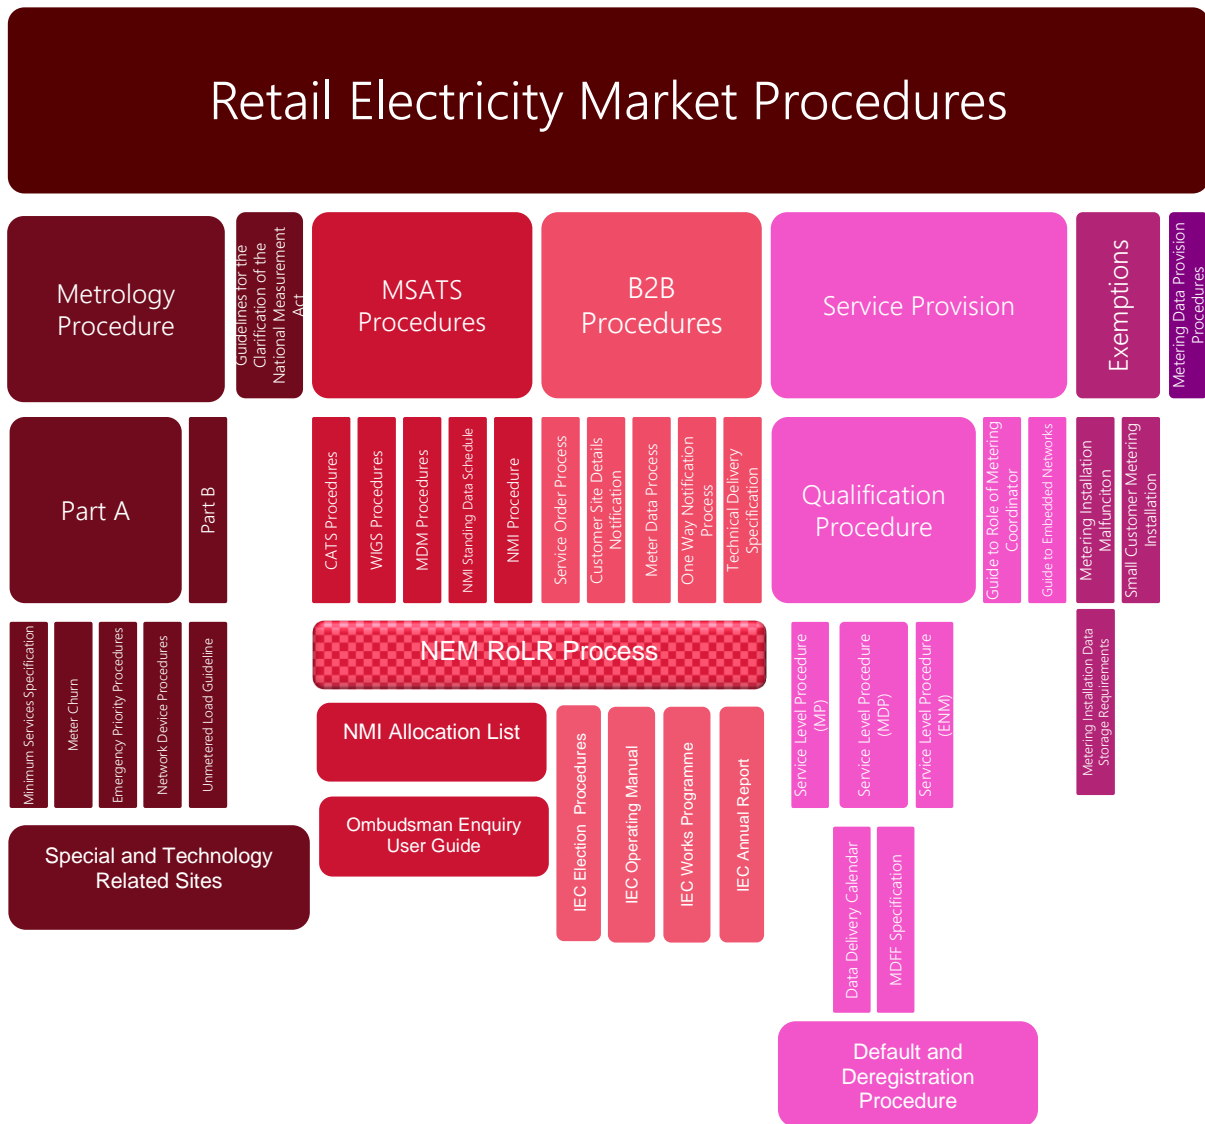 Retail Electricity Market Procedures
Metrology
Procedure
Guidelines for the
Clarification of the
National Measurement
Act
MSATS
Procedures
B2B
Procedures
Service Provision
Exemptions
Metering Data Provision
Procedures
Part A
Part B
CATS Procedures
WIGS Procedures
MDM Procedures
NMI Standing Data Schedule
NMI Procedure
Service Order Process
Customer Site Details
Notification
Meter Data Process
One Way Notification
Process
Technical Delivery
Specification
Qualification
Procedure
Guide to Role of Metering
Coordinator
Guide to Embedded Networks
Metering Installation
Malfunciton
Small Customer Metering
Installation
Minimum Services Specification
Meter Churn
Emergency Priority Procedures
Network Device Procedures
Unmetered Load Guideline
NEM RoLR Process
Service Level Procedure
(MP)
Service Level Procedure
(MDP)
Service Level Procedure
(ENM)
Metering Installation Data
Storage Requirements
NMI Allocation List
Ombudsman Enquiry
User Guide
IEC Election  Procedures
IEC Operating Manual
IEC Works Programme
IEC Annual Report
Special and Technology
Related Sites
Data Delivery Calendar
MDFF Specification
Default and
Deregistration
Procedure